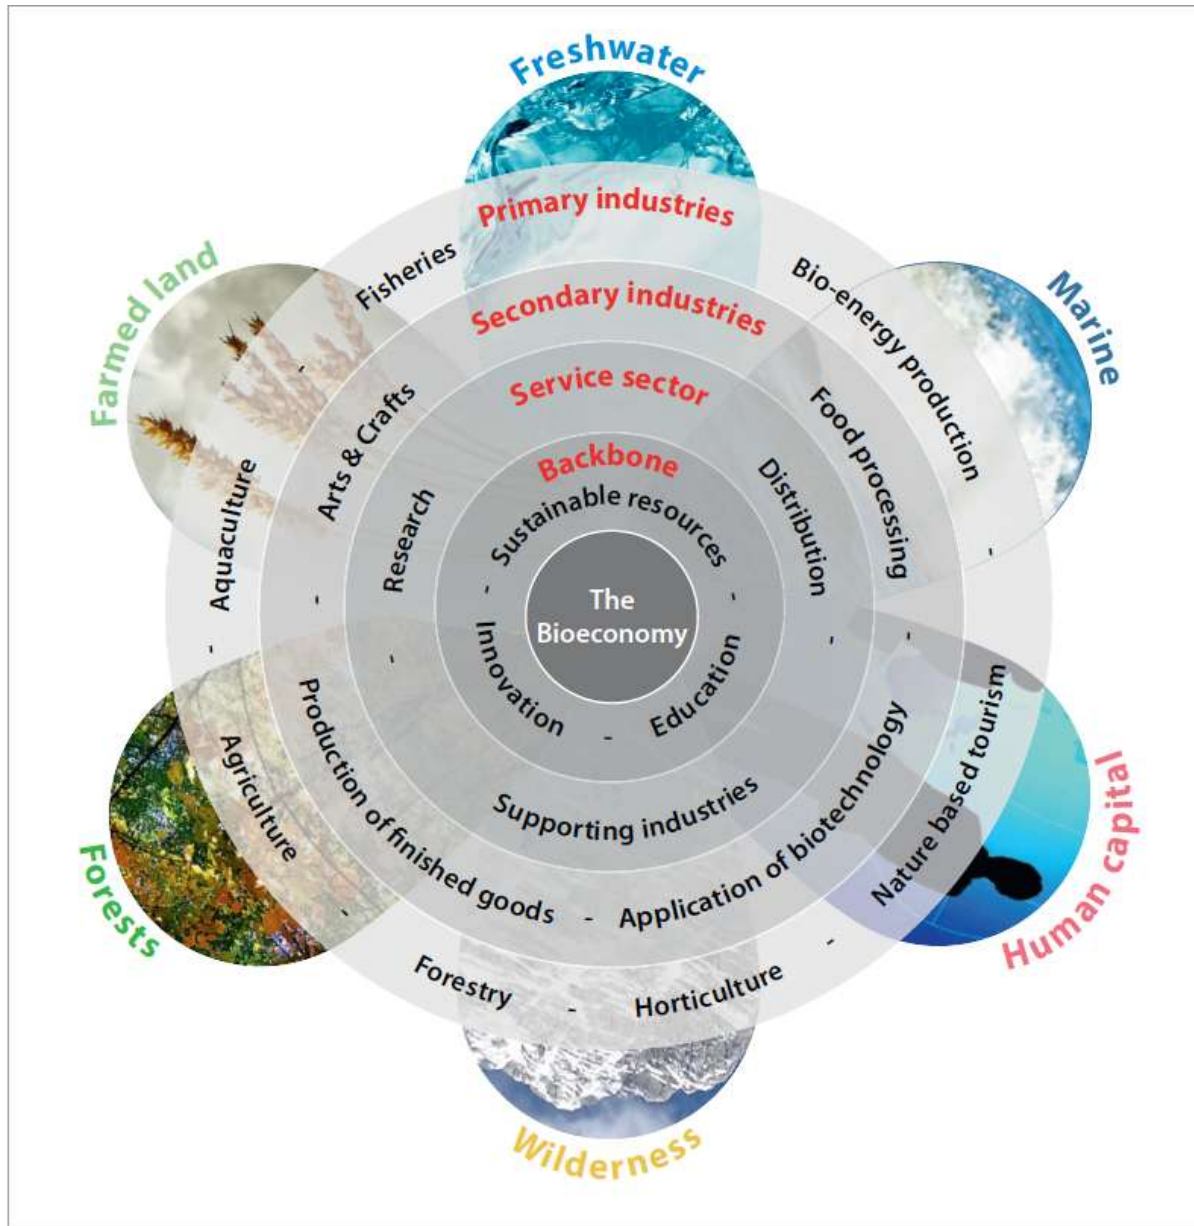 Freshwater
Marine
Human capital
Wilderness
Forests
Farmed land
Primary industries
Fisheries - Aquaculture - Agriculture - Forestry - Horticulture - Nature based tourism - Bio-energy production
Secondary industries
Arts & Crafts - Production of finished goods - Application of biotechnology - Food processing
Service sector
Research - Supporting industries - Distribution
Backbone
Sustainable resources - Education - Innovation -
The
Bioeconomy